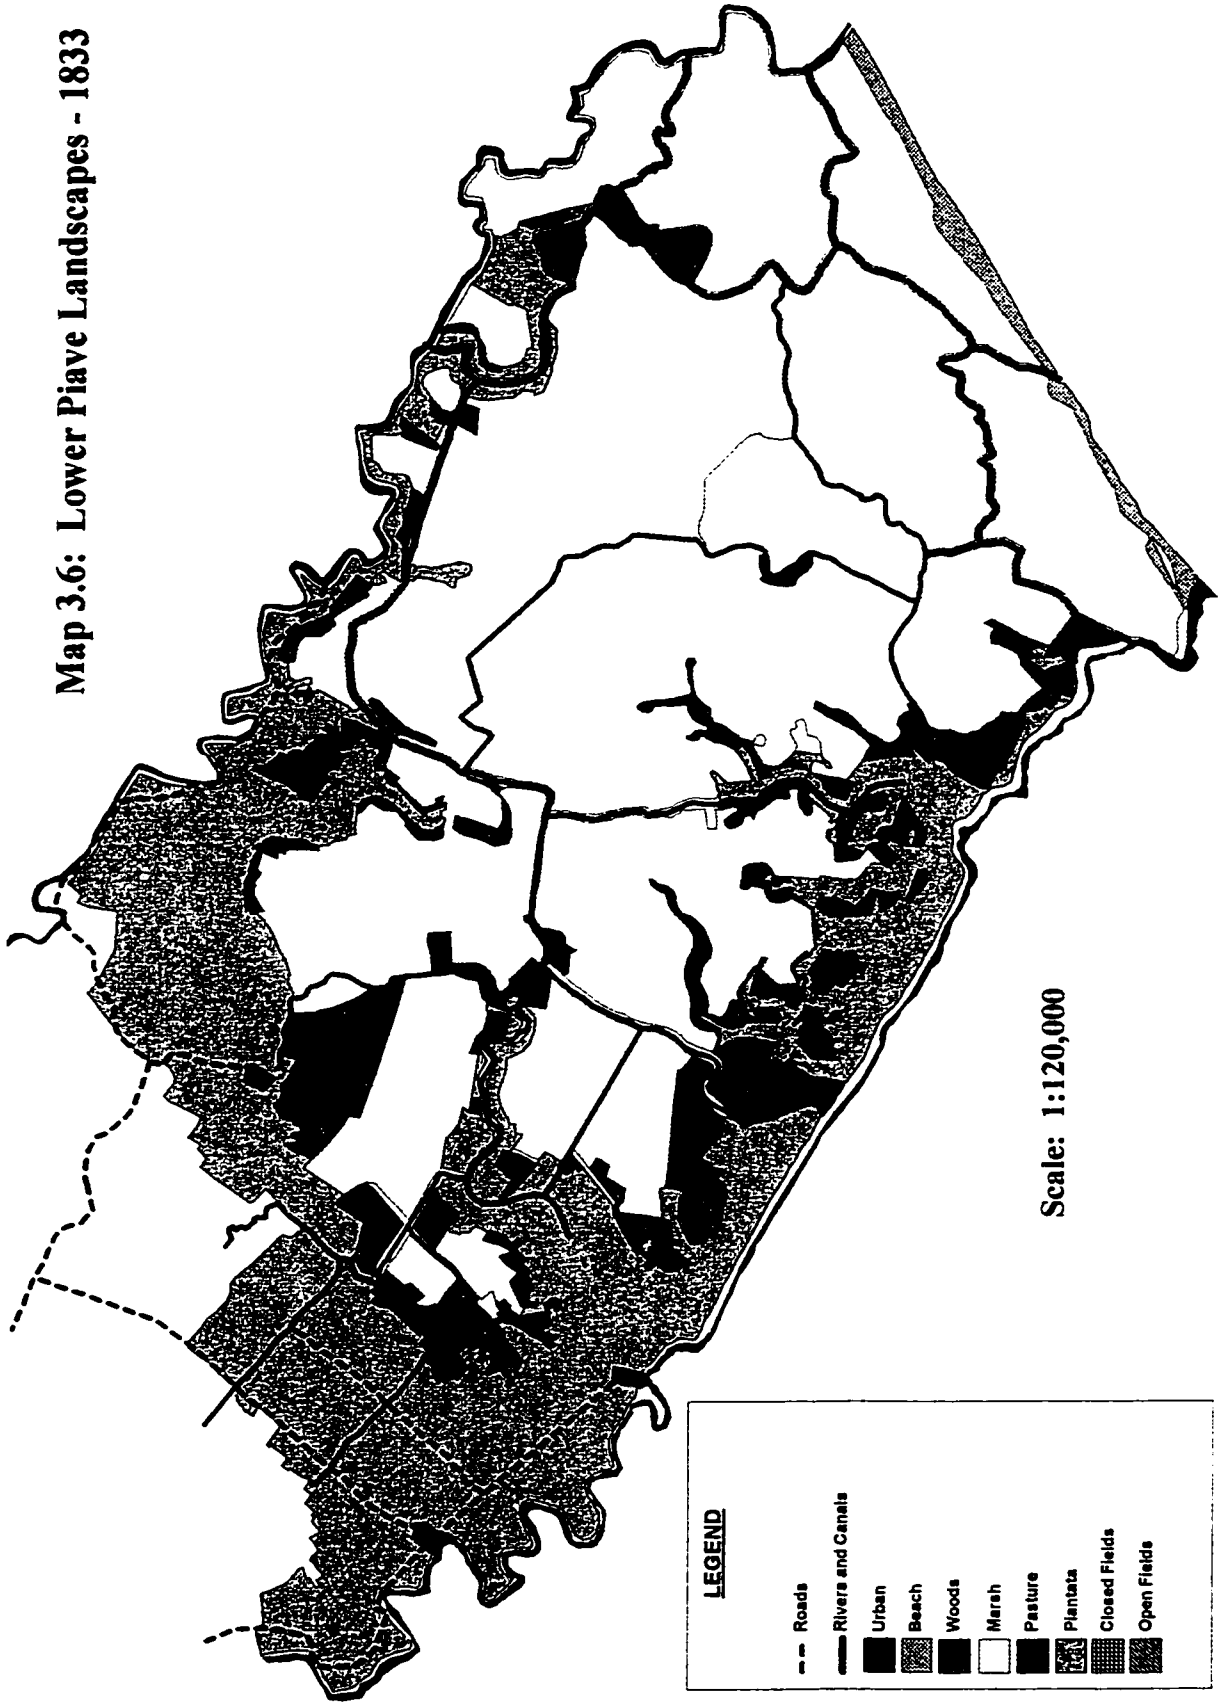 Map 3.6: Lower Piave Landscapes - 1833
Scale: 1:120,000
LEGEND
Roads
Rivers and Canals
Urban
Beach
Woods
Marsh
Pasture
Piantata
Closed Fields
Open Fields